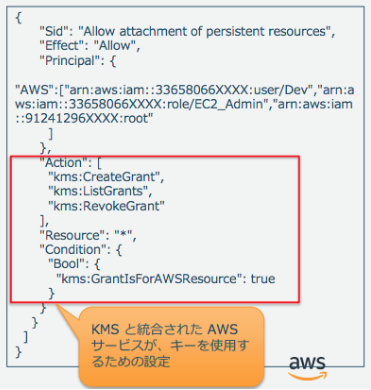 {
"Sid": "Allow attachment of persistent resources",
"Effect": "Allow",
"Principal": {
"AWS":["arn:aws:iam::33658066XXXX:user/Dev","arn:a
ws:iam::33658066XXXX:role/EC2_Admin","arn:aws:iam
::91241296XXXX:root"
]
},
"Action": [
"kms:CreateGrant",
"kms:ListGrants",
"kms:RevokeGrant"
],
"Resource": "*",
"Condition": {
"Bool": {
"kms:GrantIsForAWSResource": true
}
}
}
]
}
KMS と統合された AWS
サービスが、キーを使用す
るための設定
aws